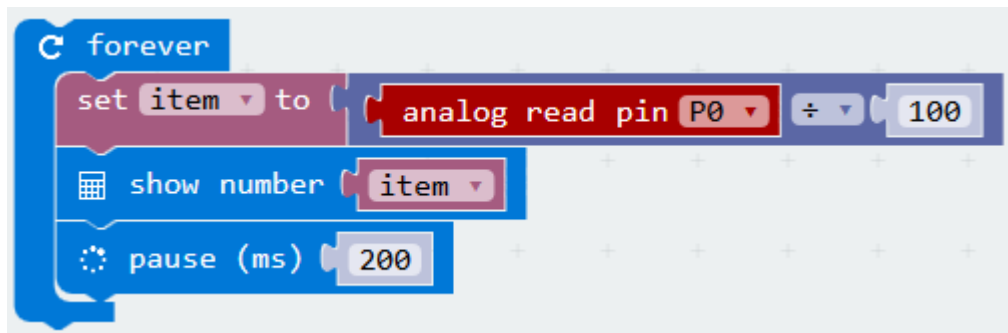 forever
set item to analog read pin P0 ÷ 100
show number item
pause (ms) 200